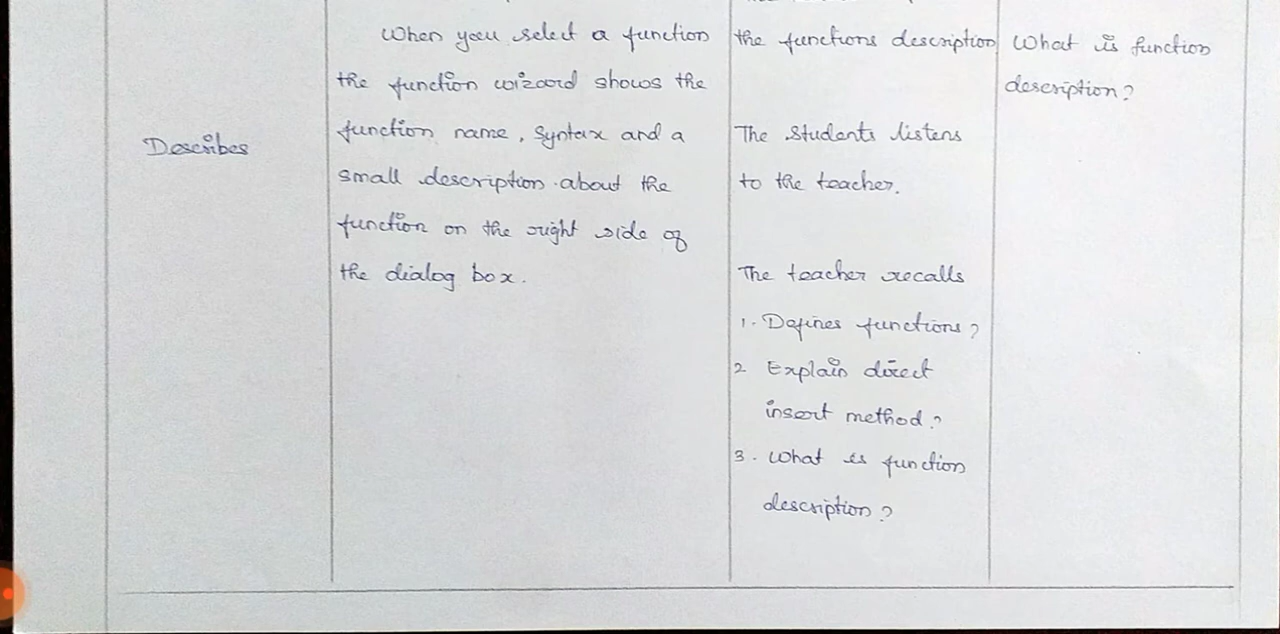 Describes
When you select a function
the function wizard shows the
function name, Syntax and a
small description about the
function on the right side of
the dialog box.
the functions description
The students listens
to the teacher.
The teacher recalls
1. Defines functions?
2 Explain direct
insert method?
3. What is function
description?
What is function
description?